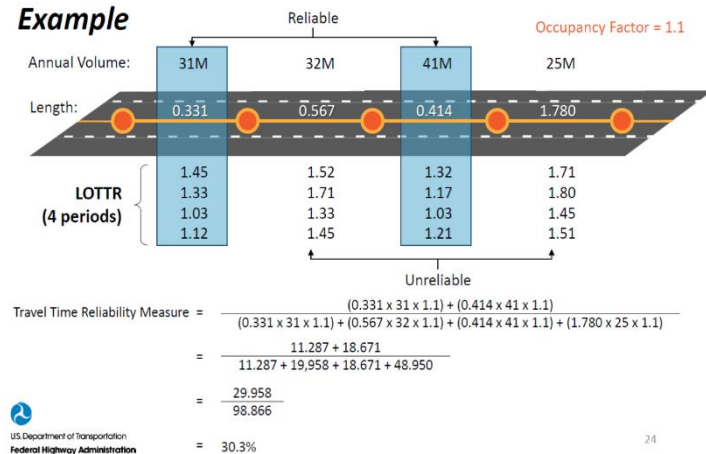 Example
Reliable
Occupancy Factor = 1.1
Annual Volume: 31M 32M 41M 25M
Length: 0.331 0.567 0.414 1.780
LOTTR
(4 periods)
1.45 1.52 1.32 1.71
1.33 1.71 1.17 1.80
1.03 1.33 1.03 1.45
1.12 1.45 1.21 1.51
Unreliable
Travel Time Reliability Measure = (0.331 x 31 x 1.1) + (0.414 x 41 x 1.1)
(0.331 x 31 x 1.1) + (0.567 x 32 x 1.1) + (0.414 x 41 x 1.1) + (1.780 x 25 x 1.1)
= 11.287 + 18.671
11.287 + 19,958 + 18.671 + 48.950
= 29.958
98.866
= 30.3%
U.S. Department of Transportation
Federal Highway Administration
24